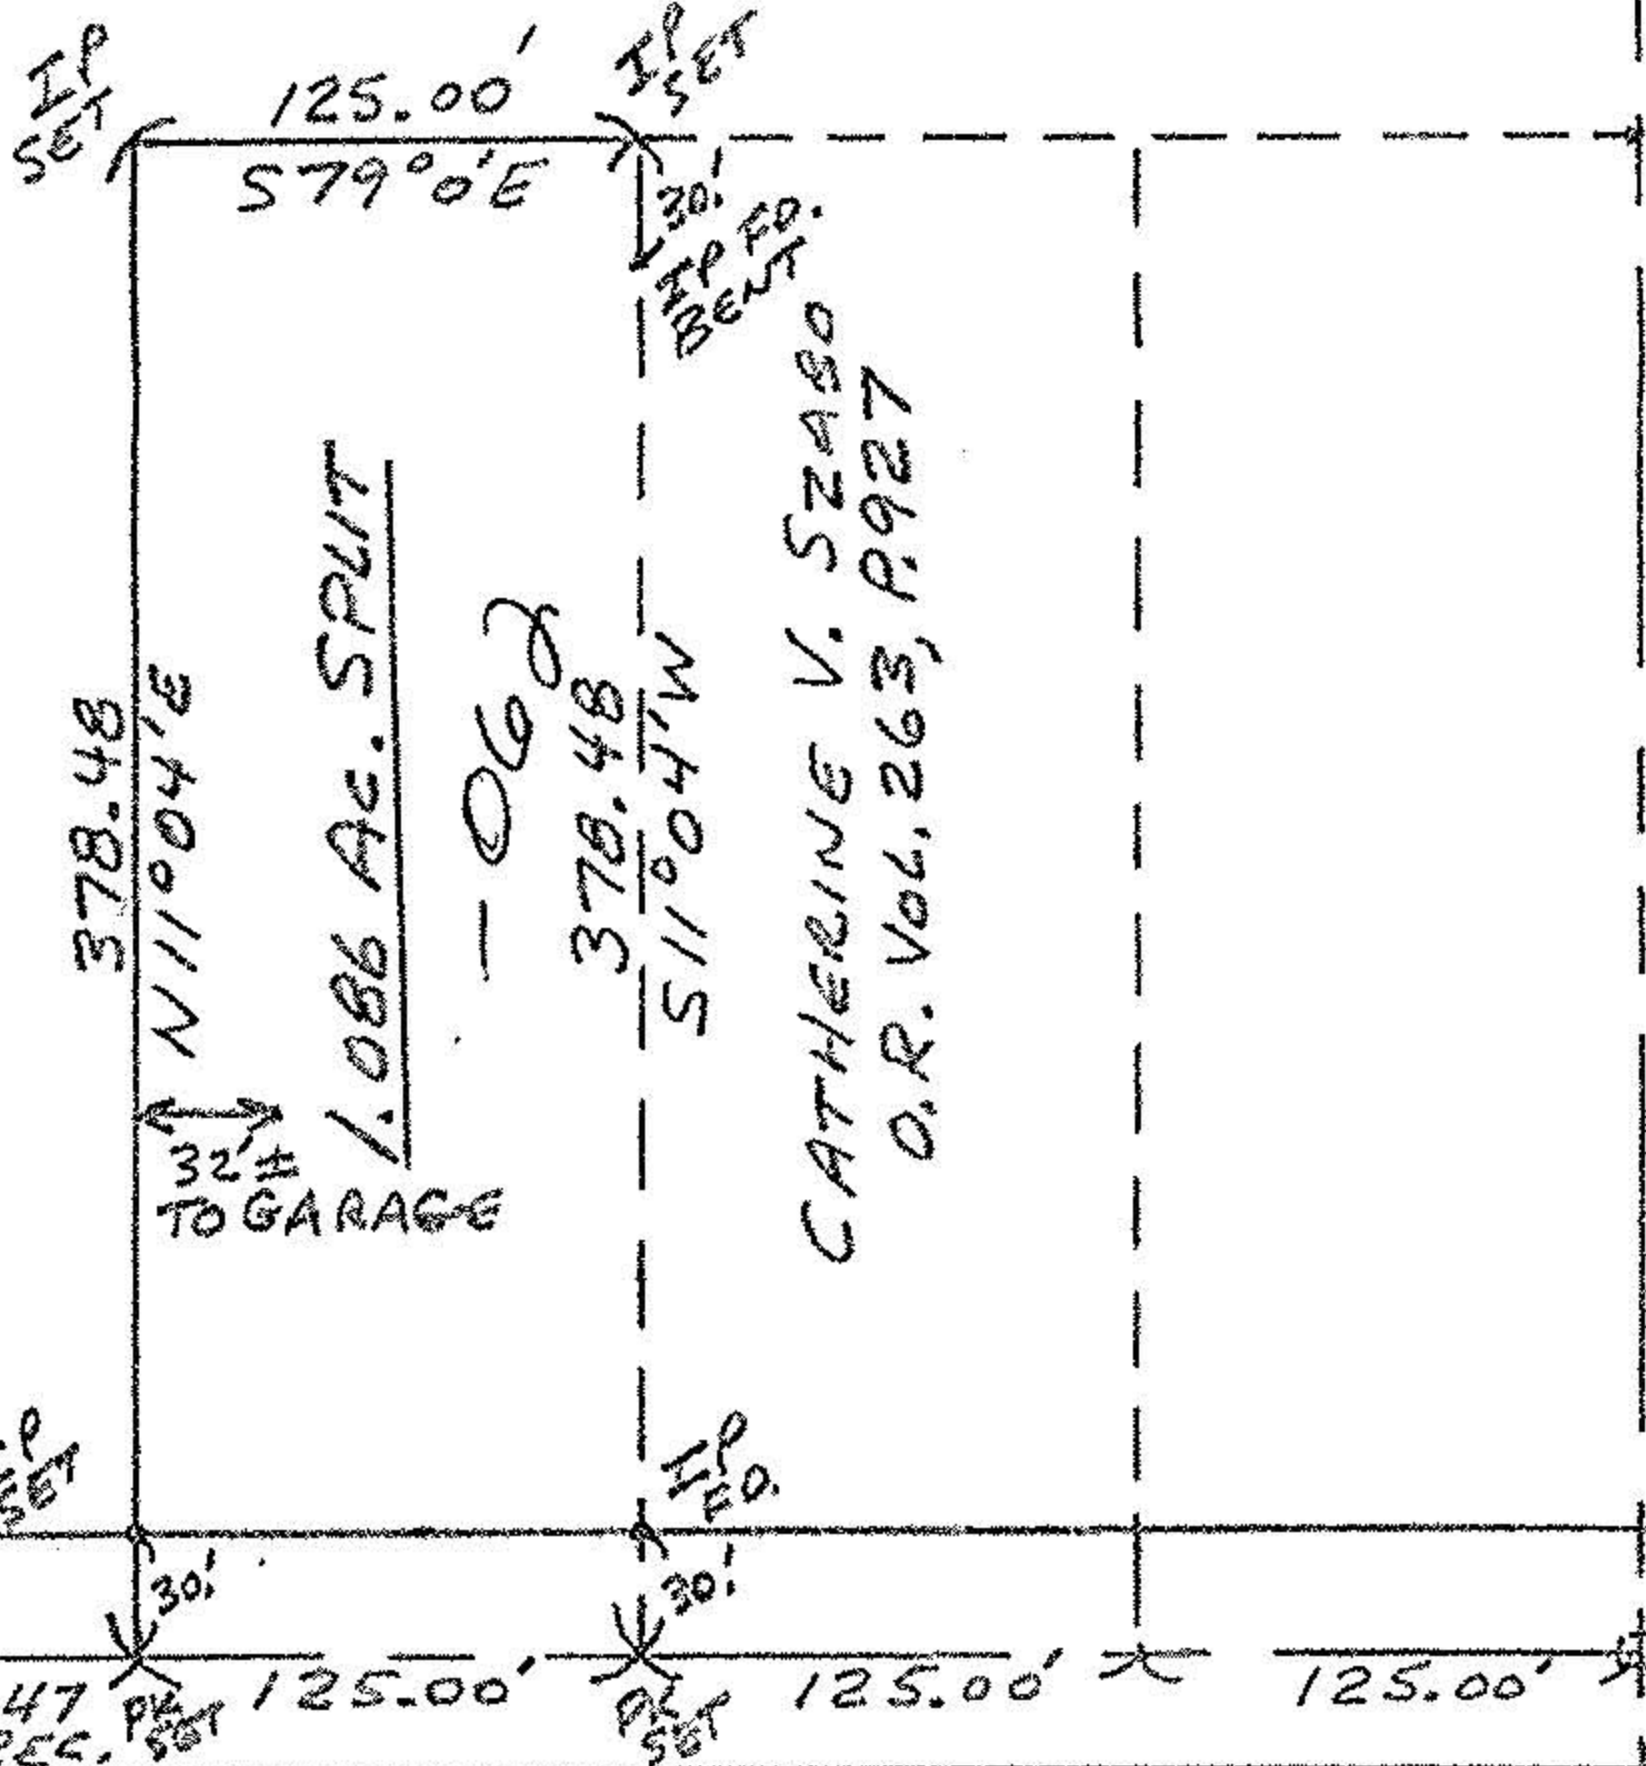 IP
SET
125.00'
IP
SET
S79°0'E
30'
IP FD.
BENT
378.48
N11°04'E
1.086 Ac. SPLIT
-062
378.48
S11°04'W
CATHERINE V. SZABO
O.R. VOL. 263, P.927
32'±
TO GARAGE
IP
SET
IP
FD.
30'
30'
125.00'
125.00'
125.00'
47
REC.
PK
SET
PK
SET